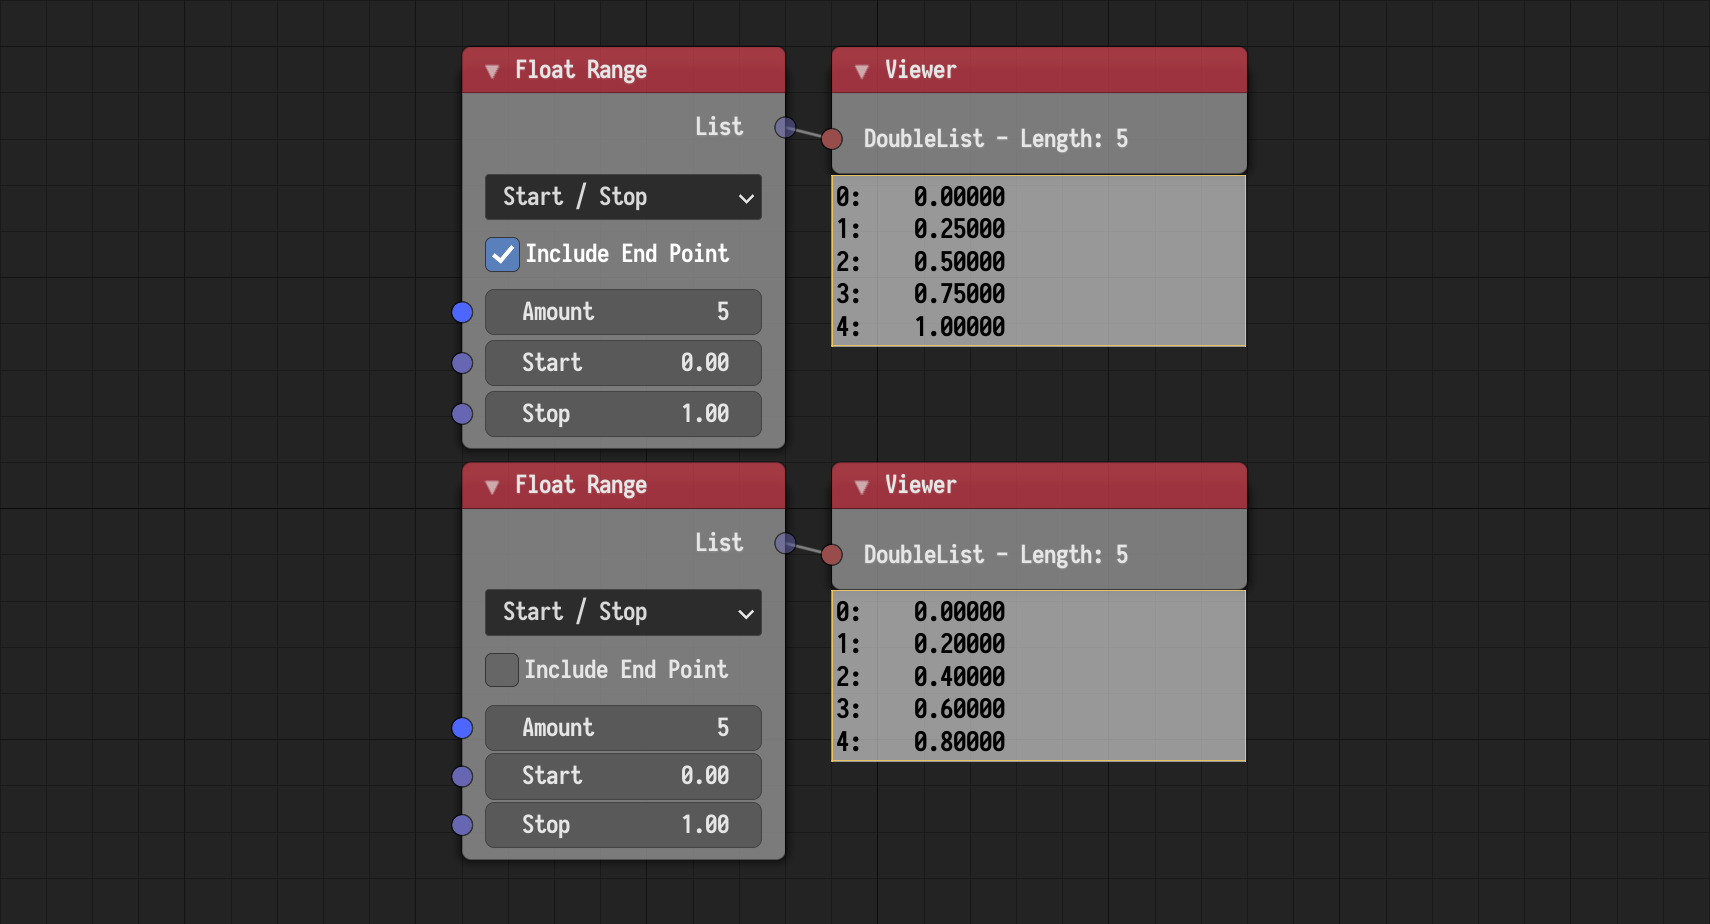 Float Range
List
Start / Stop
Include End Point
Amount 5
Start 0.00
Stop 1.00
Viewer
DoubleList - Length: 5
0: 0.00000
1: 0.25000
2: 0.50000
3: 0.75000
4: 1.00000
Float Range
List
Start / Stop
Include End Point
Amount 5
Start 0.00
Stop 1.00
Viewer
DoubleList - Length: 5
0: 0.00000
1: 0.20000
2: 0.40000
3: 0.60000
4: 0.80000